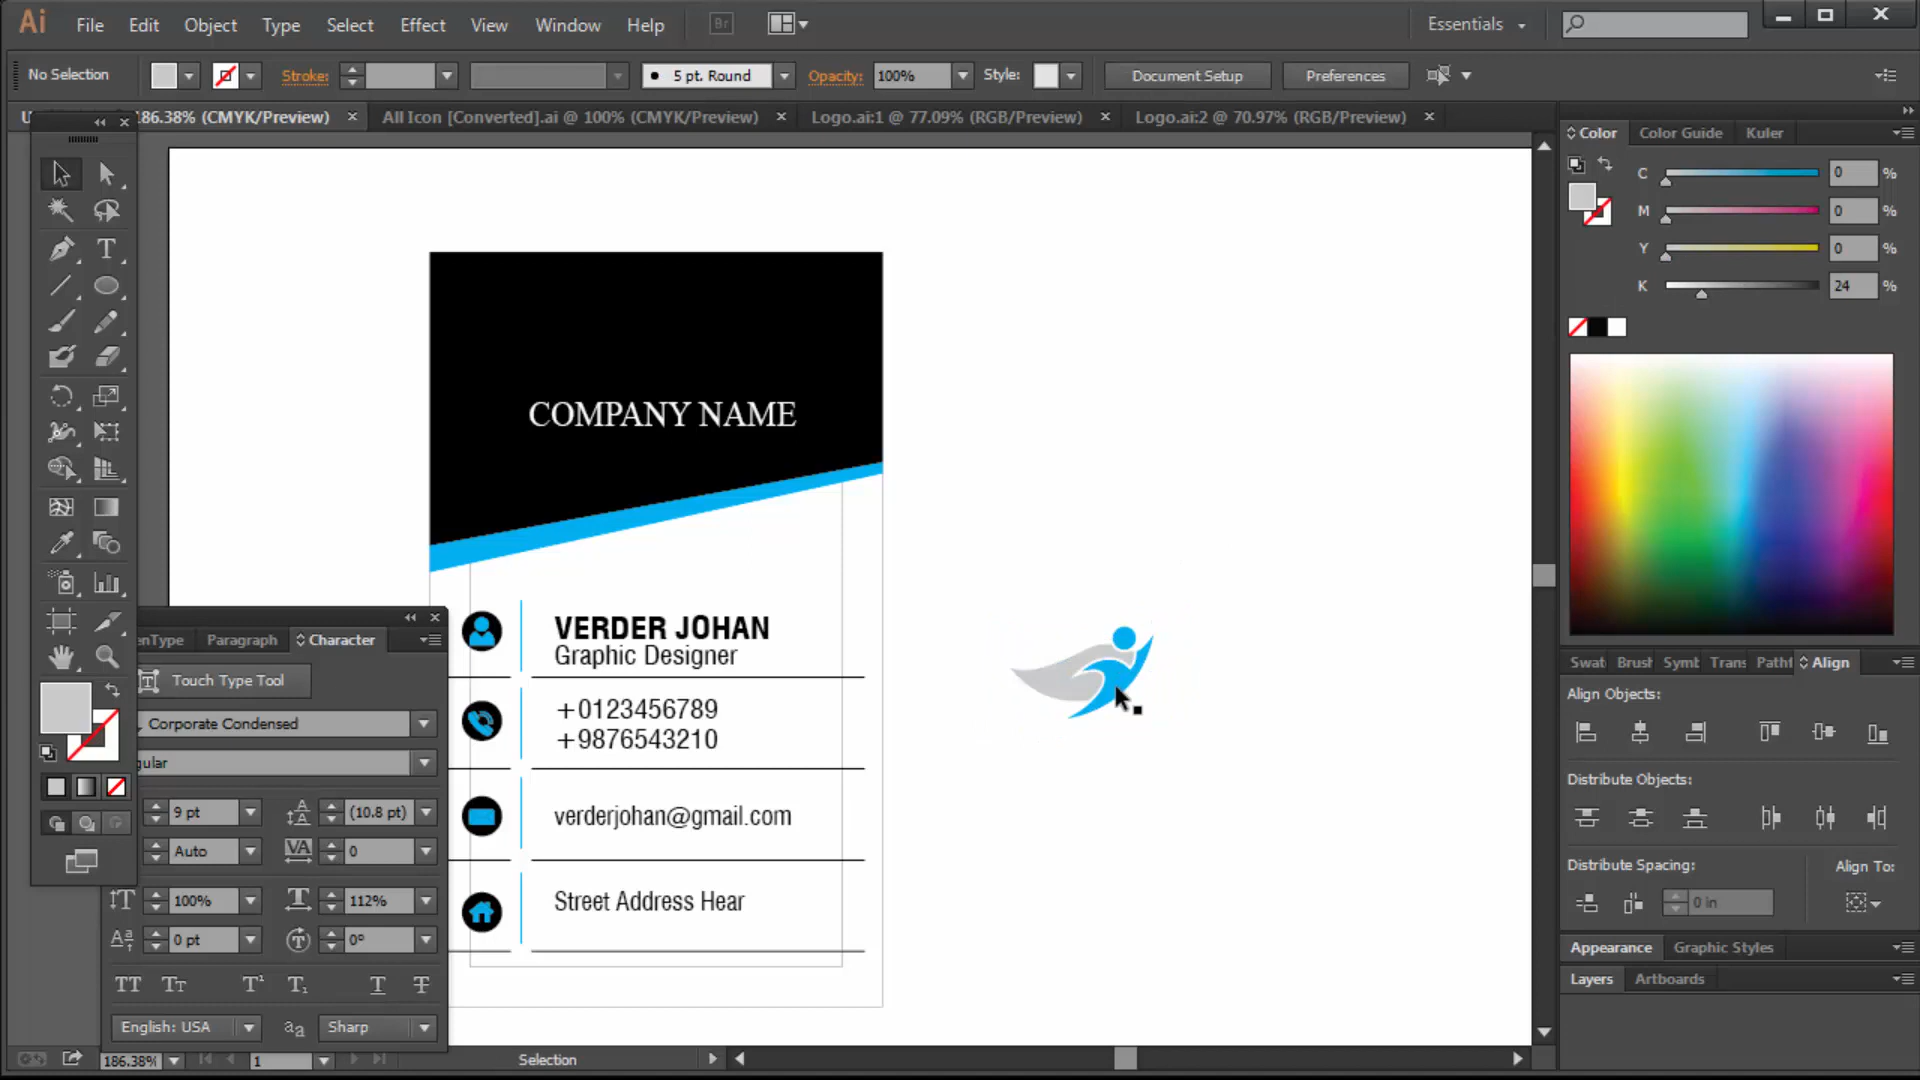 Ai File Edit Object Type Select Effect View Window Help Br Essentials
No Selection Stroke: 5 pt. Round Opacity: 100% Style: Document Setup Preferences
186.38% (CMYK/Preview) All Icon [Converted].ai @ 100% (CMYK/Preview) Logo.ai:1 @ 77.09% (RGB/Preview) Logo.ai:2 @ 70.97% (RGB/Preview)
Color Color Guide Kuler
C 0 %
M 0 %
Y 0 %
K 24 %
COMPANY NAME
VERDER JOHAN
Graphic Designer
+0123456789
+9876543210
verderjohan@gmail.com
Street Address Hear
enType Paragraph Character
Touch Type Tool
Corporate Condensed
gular
9 pt (10.8 pt)
Auto VA 0
100% 112%
0 pt 0°
English: USA Sharp
Swat Brush Symb Trans Pathf Align
Align Objects:
Distribute Objects:
Distribute Spacing: Align To:
0 in
Appearance Graphic Styles
Layers Artboards
186.38% 1 Selection